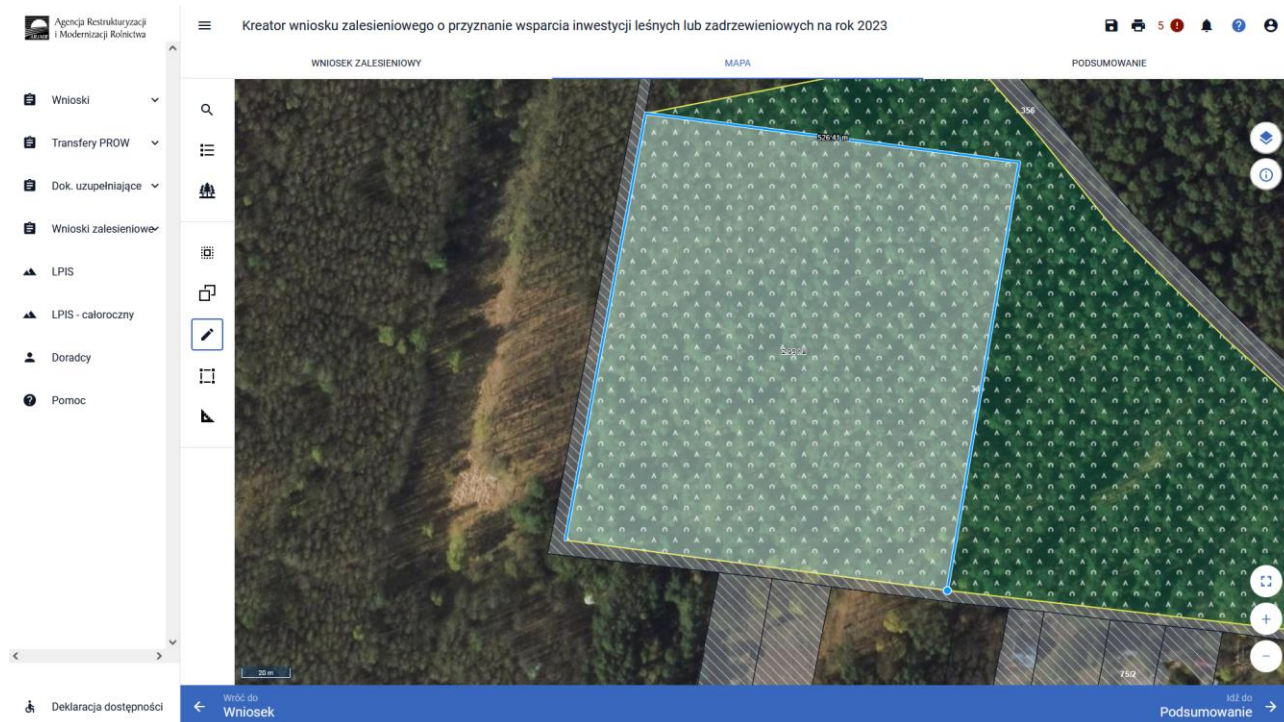 Agencja Restrukturyzacji
i Modernizacji Rolnictwa
Kreator wniosku zalesieniowego o przyznanie wsparcia inwestycji leśnych lub zadrzewieniowych na rok 2023
5
WNIOSEK ZALESIENIOWY
MAPA
PODSUMOWANIE
Wnioski
Transfery PROW
Dok. uzupełniające
Wnioski zalesieniowe
LPIS
LPIS - całoroczny
Doradcy
Pomoc
Deklaracja dostępności
356
526.41 m
75/2
20 m
Wróć do
Wniosek
Idź do
Podsumowanie